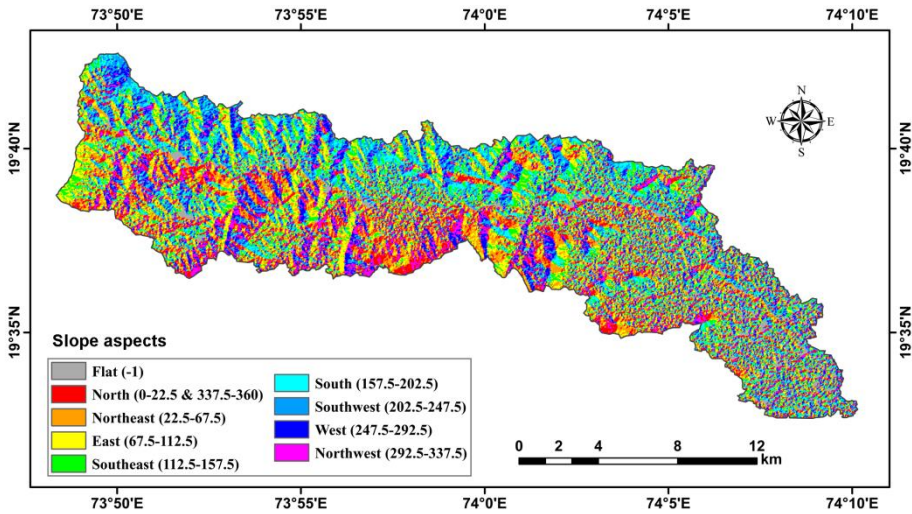 73°50'E 73°55'E 74°0'E 74°5'E 74°10'E
N
W E
S
19°40'N 19°40'N
19°35'N 19°35'N
Slope aspects
Flat (-1)
North (0-22.5 & 337.5-360)
Northeast (22.5-67.5)
East (67.5-112.5)
Southeast (112.5-157.5)
South (157.5-202.5)
Southwest (202.5-247.5)
West (247.5-292.5)
Northwest (292.5-337.5)
0 2 4 8 12
km
73°50'E 73°55'E 74°0'E 74°5'E 74°10'E